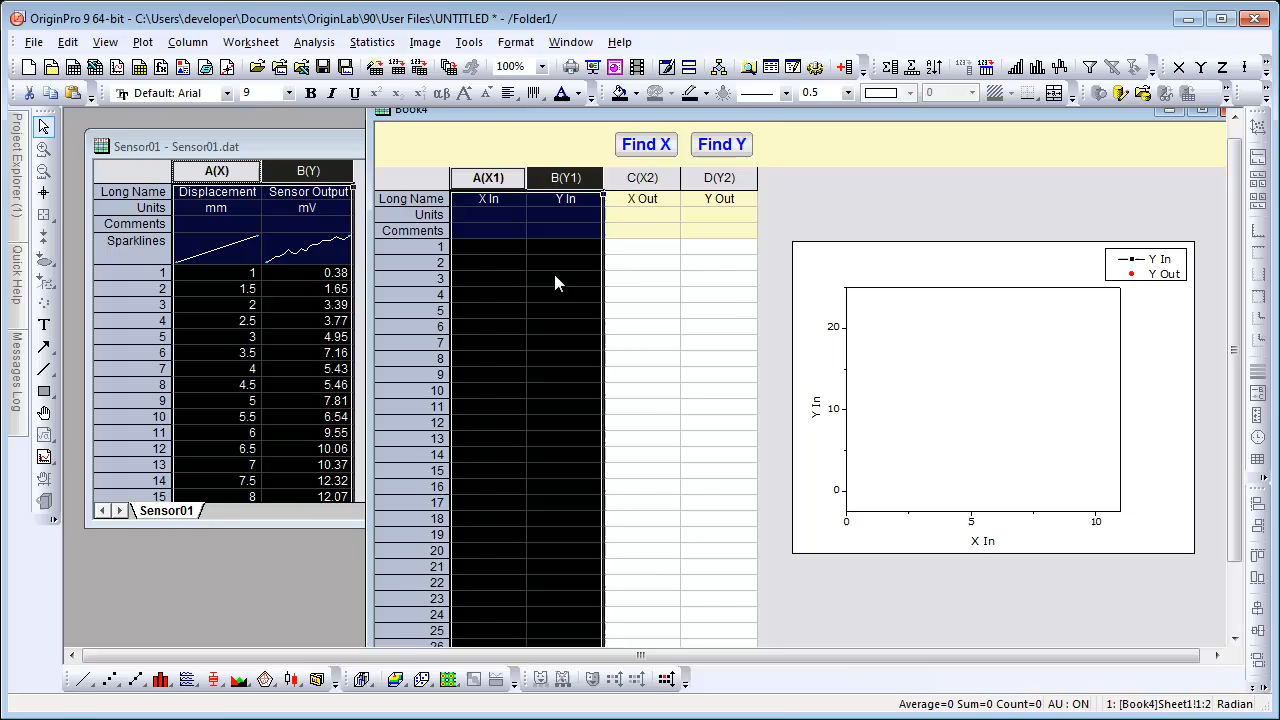 OriginPro 9 64-bit - C:\Users\developer\Documents\OriginLab\90\User Files\UNTITLED * - /Folder1/
File Edit View Plot Column Worksheet Analysis Statistics Image Tools Format Window Help
100%
Default: Arial 9 B I U αβ A A A 0.5 0
Project Explorer (1)
Quick Help
Messages Log
Sensor01 - Sensor01.dat
A(X) B(Y)
Long Name Displacement Sensor Output
Units mm mV
Comments
Sparklines
1 1 0.38
2 1.5 1.65
3 2 3.39
4 2.5 3.77
5 3 4.95
6 3.5 7.16
7 4 5.43
8 4.5 5.46
9 5 7.81
10 5.5 6.54
11 6 9.55
12 6.5 10.06
13 7 10.37
14 7.5 12.32
15 8 12.07
Sensor01
Book4
Find X Find Y
A(X1) B(Y1) C(X2) D(Y2)
Long Name X In Y In X Out Y Out
Units
Comments
1
2
3
4
5
6
7
8
9
10
11
12
13
14
15
16
17
18
19
20
21
22
23
24
25
26
Y In
Y Out
20
10
0
0 5 10
Y In
X In
Average=0 Sum=0 Count=0 AU : ON 1: [Book4]Sheet1!1:2 Radian